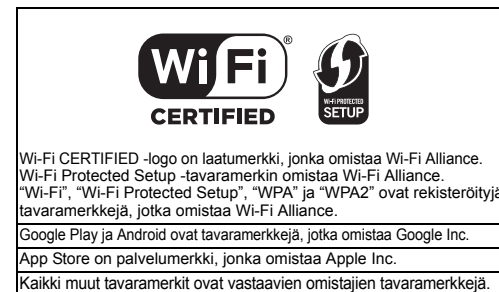 Wi Fi®
CERTIFIED
WI-FI PROTECTED
SETUP
Wi-Fi CERTIFIED -logo on laatumerkki, jonka omistaa Wi-Fi Alliance.
Wi-Fi Protected Setup -tavaramerkin omistaa Wi-Fi Alliance.
“Wi-Fi”, “Wi-Fi Protected Setup”, “WPA” ja “WPA2” ovat rekisteröityjä
tavaramerkkejä, jotka omistaa Wi-Fi Alliance.
Google Play ja Android ovat tavaramerkkejä, jotka omistaa Google Inc.
App Store on palvelumerkki, jonka omistaa Apple Inc.
Kaikki muut tavaramerkit ovat vastaavien omistajien tavaramerkkejä.